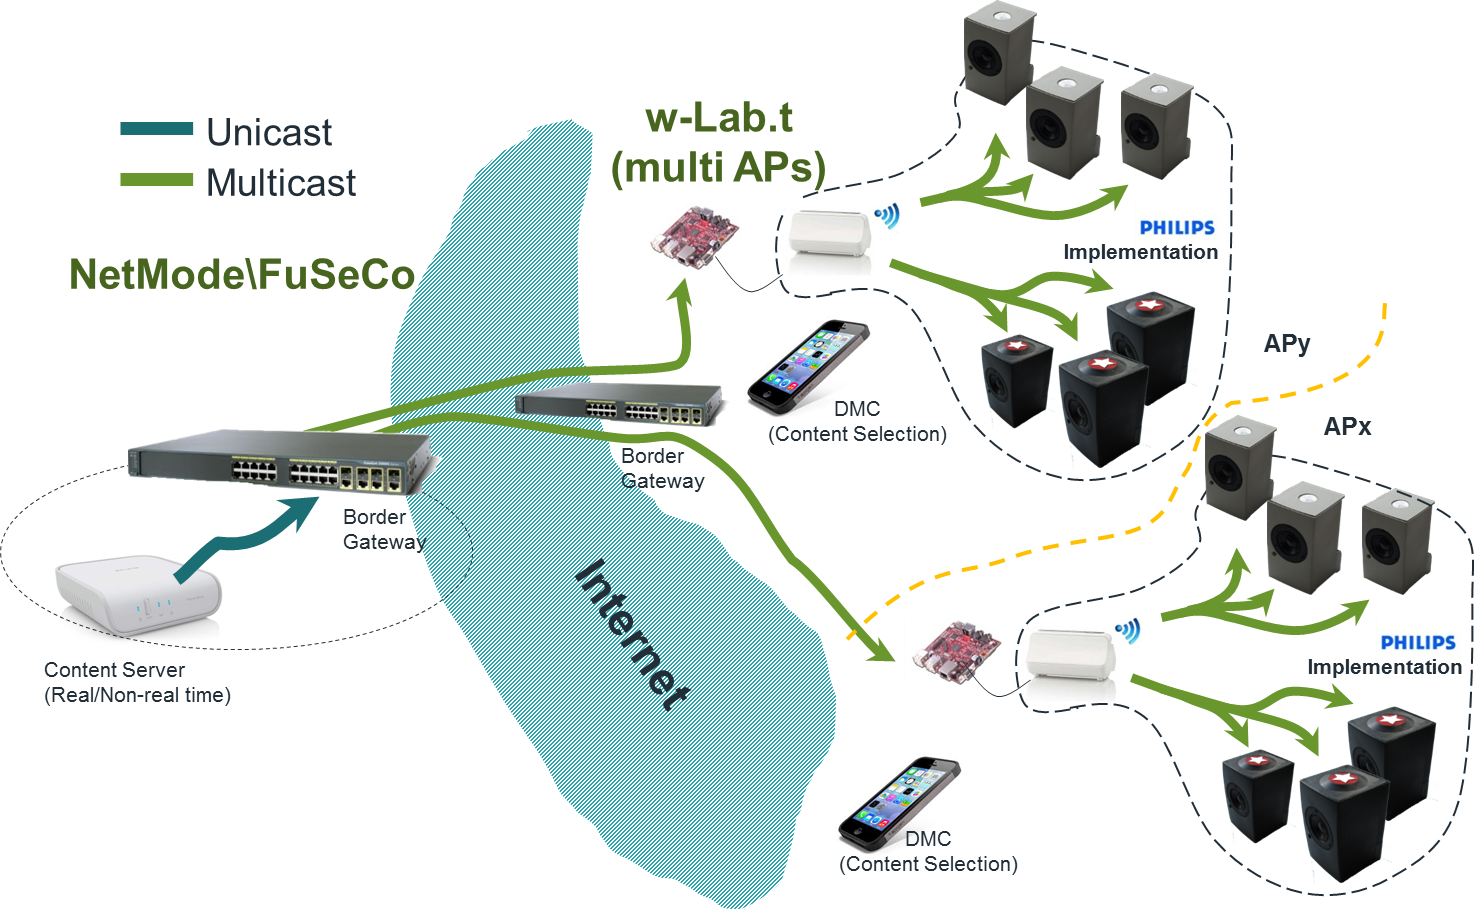 Unicast
Multicast
NetMode\FuSeCo
w-Lab.t
(multi APs)
PHILIPS
Implementation
APy
APx
DMC
(Content Selection)
Border
Gateway
Border
Gateway
Internet
Content Server
(Real/Non-real time)
PHILIPS
Implementation
DMC
(Content Selection)